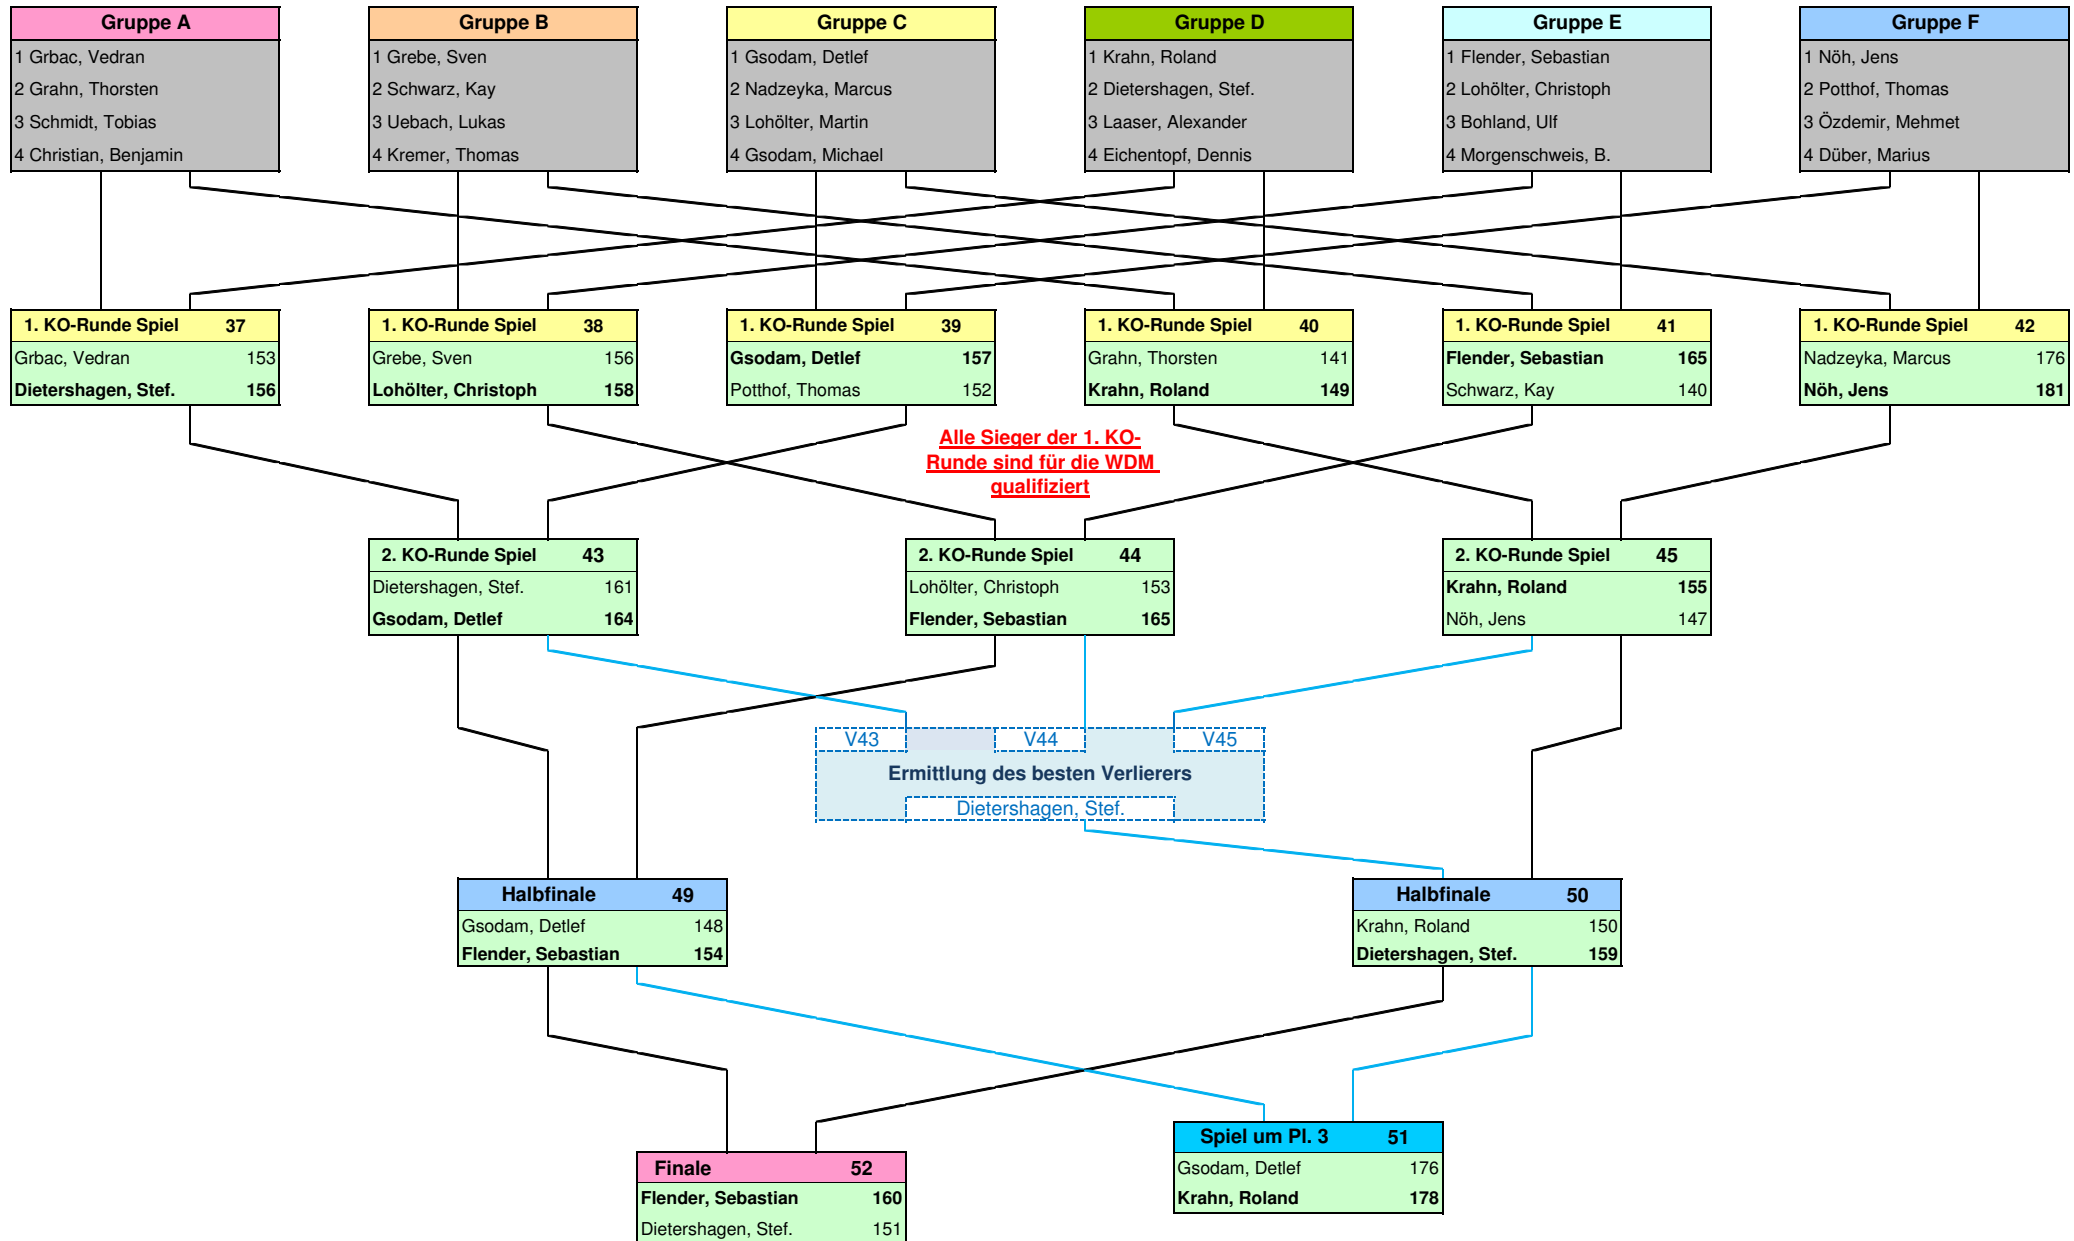 Gruppe A
1 Grbac, Vedran
2 Grahn, Thorsten
3 Schmidt, Tobias
4 Christian, Benjamin
Gruppe B
1 Grebe, Sven
2 Schwarz, Kay
3 Uebach, Lukas
4 Kremer, Thomas
Gruppe C
1 Gsodam, Detlef
2 Nadzeyka, Marcus
3 Lohölter, Martin
4 Gsodam, Michael
Gruppe D
1 Krahn, Roland
2 Dietershagen, Stef.
3 Laaser, Alexander
4 Eichentopf, Dennis
Gruppe E
1 Flender, Sebastian
2 Lohölter, Christoph
3 Bohland, Ulf
4 Morgenschweis, B.
Gruppe F
1 Nöh, Jens
2 Potthof, Thomas
3 Özdemir, Mehmet
4 Düber, Marius
1. KO-Runde Spiel 37
Grbac, Vedran 153
Dietershagen, Stef. 156
1. KO-Runde Spiel 38
Grebe, Sven 156
Lohölter, Christoph 158
1. KO-Runde Spiel 39
Gsodam, Detlef 157
Potthof, Thomas 152
1. KO-Runde Spiel 40
Grahn, Thorsten 141
Krahn, Roland 149
1. KO-Runde Spiel 41
Flender, Sebastian 165
Schwarz, Kay 140
1. KO-Runde Spiel 42
Nadzeyka, Marcus 176
Nöh, Jens 181
Alle Sieger der 1. KO-
Runde sind für die WDM
qualifiziert
2. KO-Runde Spiel 43
Dietershagen, Stef. 161
Gsodam, Detlef 164
2. KO-Runde Spiel 44
Lohölter, Christoph 153
Flender, Sebastian 165
2. KO-Runde Spiel 45
Krahn, Roland 155
Nöh, Jens 147
V43 V44 V45
Ermittlung des besten Verlierers
Dietershagen, Stef.
Halbfinale 49
Gsodam, Detlef 148
Flender, Sebastian 154
Halbfinale 50
Krahn, Roland 150
Dietershagen, Stef. 159
Spiel um Pl. 3 51
Gsodam, Detlef 176
Krahn, Roland 178
Finale 52
Flender, Sebastian 160
Dietershagen, Stef. 151